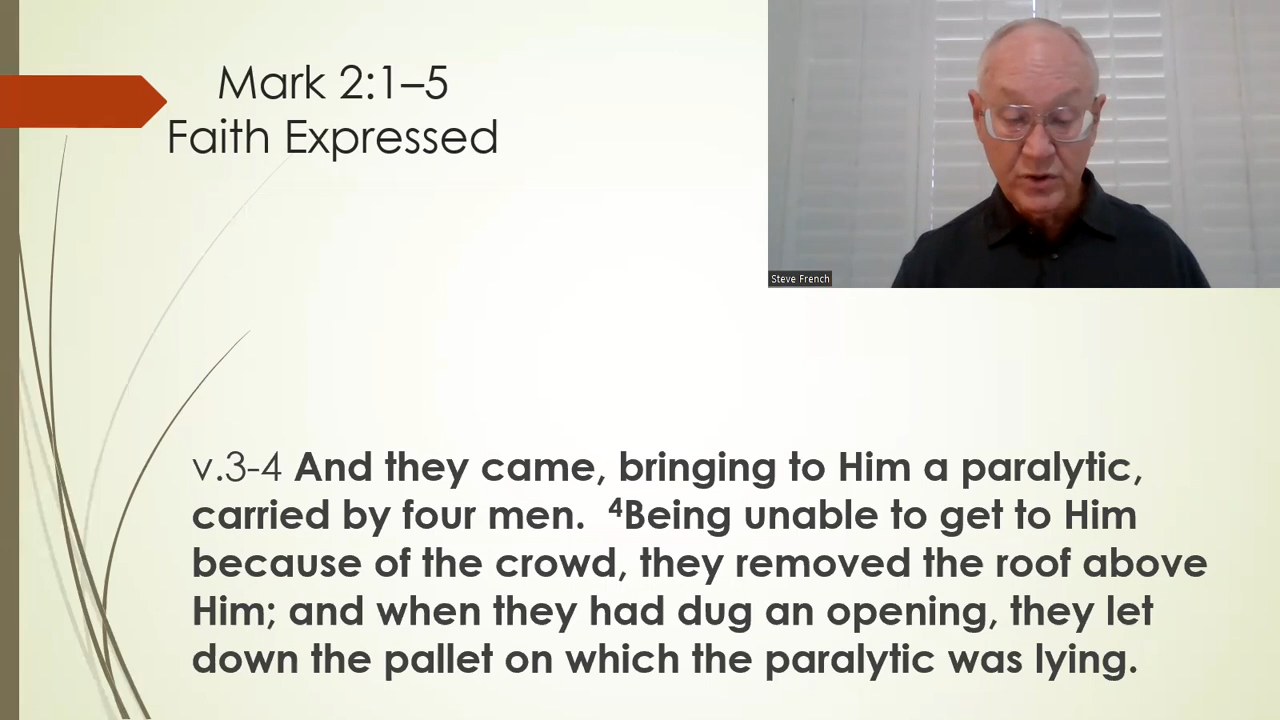 Mark 2:1–5
Faith Expressed
Steve French
v.3-4 And they came, bringing to Him a paralytic,
carried by four men. ⁴Being unable to get to Him
because of the crowd, they removed the roof above
Him; and when they had dug an opening, they let
down the pallet on which the paralytic was lying.